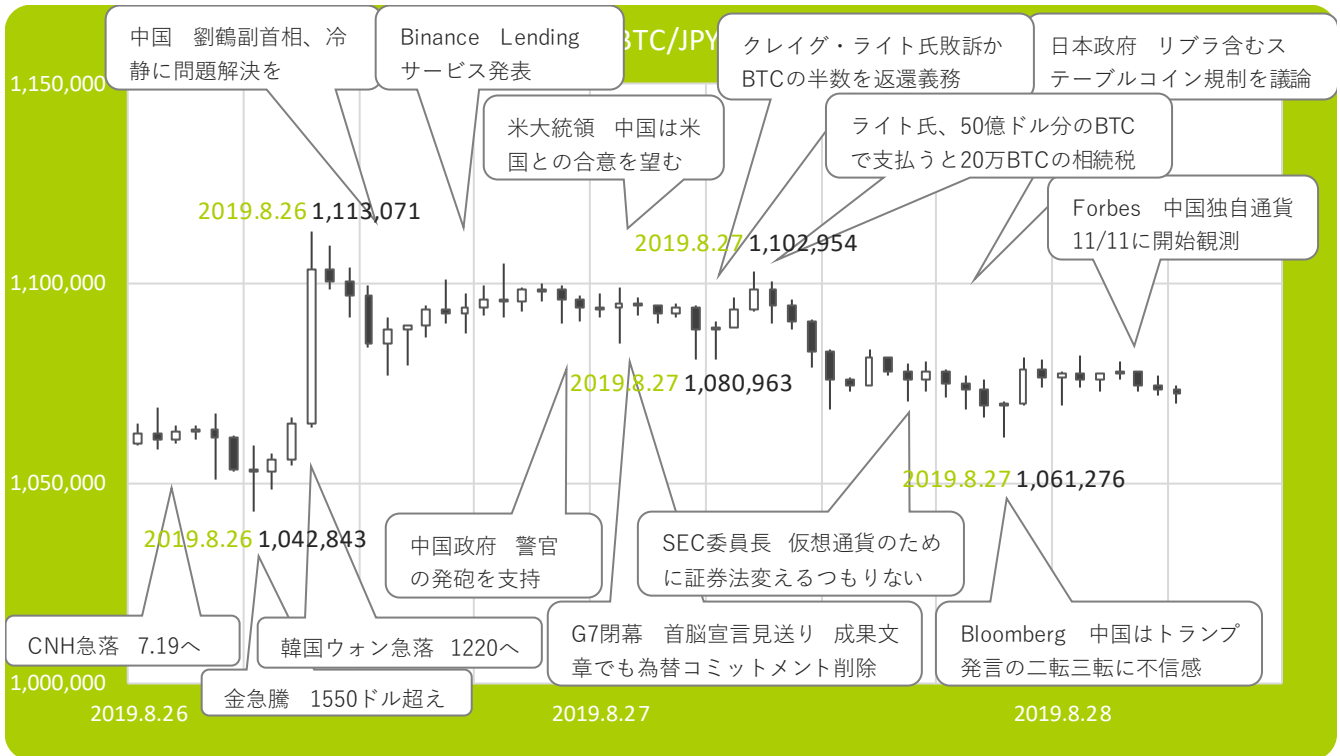 中国　劉鶴副首相、冷
静に問題解決を
Binance　Lending
サービス発表
BTC/JPY
クレイグ・ライト氏敗訴か
BTCの半数を返還義務
日本政府　リブラ含むス
テーブルコイン規制を議論
1,150,000
米大統領　中国は米
国との合意を望む
ライト氏、50億ドル分のBTC
で支払うと20万BTCの相続税
2019.8.26 1,113,071
Forbes　中国独自通貨
11/11に開始観測
2019.8.27 1,102,954
1,100,000
2019.8.27 1,080,963
1,050,000
2019.8.27 1,061,276
2019.8.26 1,042,843
中国政府　警官
の発砲を支持
SEC委員長　仮想通貨のため
に証券法変えるつもりない
CNH急落　7.19へ
韓国ウォン急落　1220へ
G7閉幕　首脳宣言見送り　成果文
章でも為替コミットメント削除
Bloomberg　中国はトランプ
発言の二転三転に不信感
1,000,000
金急騰　1550ドル超え
2019.8.26
2019.8.27
2019.8.28